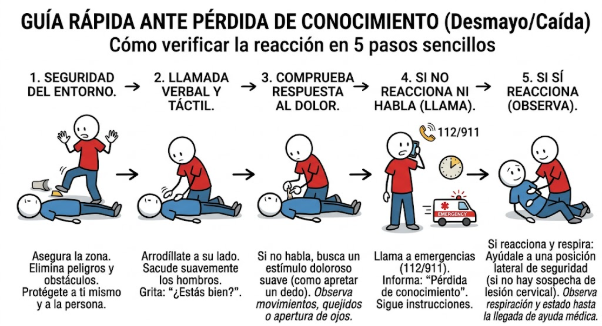 GUÍA RÁPIDA ANTE PÉRDIDA DE CONOCIMIENTO (Desmayo/Caída)
Cómo verificar la reacción en 5 pasos sencillos
1. SEGURIDAD
DEL ENTORNO.
2. LLAMADA
VERBAL Y
TÁCTIL.
3. COMPRUEBA
RESPUESTA
AL DOLOR.
4. SI NO
REACCIONA NI
HABLA (LLAMA).
5. SI SÍ
REACCIONA
(OBSERVA).
112/911
EMERGENCY
Asegura la zona.
Elimina peligros y
obstáculos.
Protégete a ti mismo
y a la persona.
Arrodíllate a su lado.
Sacude suavemente
los hombros.
Grita: “¿Estás bien?”.
Si no habla, busca un
estímulo doloroso
suave (como apretar
un dedo). Observa
movimientos, quejidos
o apertura de ojos.
Llama a emergencias
(112/911).
Informa: “Pérdida
de conocimiento”.
Sigue instrucciones.
Si reacciona y respira:
Ayúdale a una posición
lateral de seguridad
(si no hay sospecha de
lesión cervical). Observa
respiración y estado hasta
la llegada de ayuda médica.